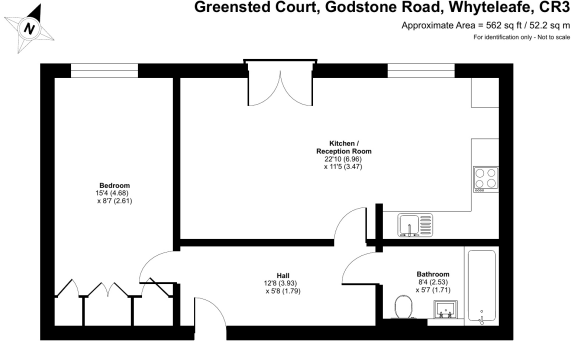 Greensted Court, Godstone Road, Whyteleafe, CR3
Approximate Area = 562 sq ft / 52.2 sq m
For identification only - Not to scale
N
Kitchen /
Reception Room
22'10 (6.96)
x 11'5 (3.47)
Bedroom
15'4 (4.68)
x 8'7 (2.61)
Hall
12'8 (3.93)
x 5'8 (1.79)
Bathroom
8'4 (2.53)
x 5'7 (1.71)